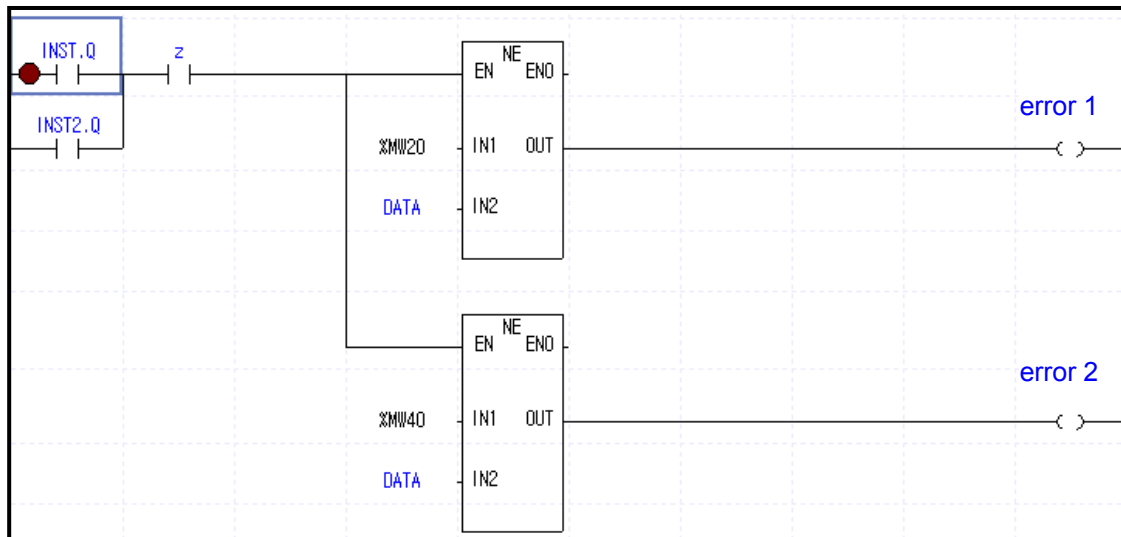 INST.Q
z
NE
EN ENO
INST2.Q
error 1
%MW20 IN1 OUT
DATA IN2
NE
EN ENO
error 2
%MW40 IN1 OUT
DATA IN2